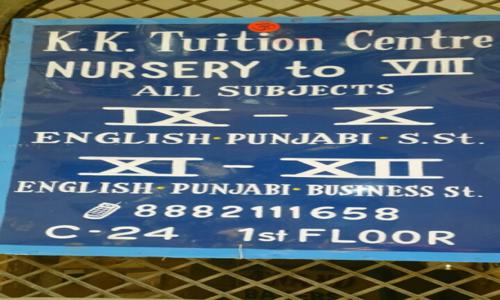 K.K. Tuition Centre
NURSERY to VIII
ALL SUBJECTS
IX - X
ENGLISH · PUNJABI · S.St.
XI - XII
ENGLISH · PUNJABI · BUSINESS St.
8882111658
C-24 1st FLOOR